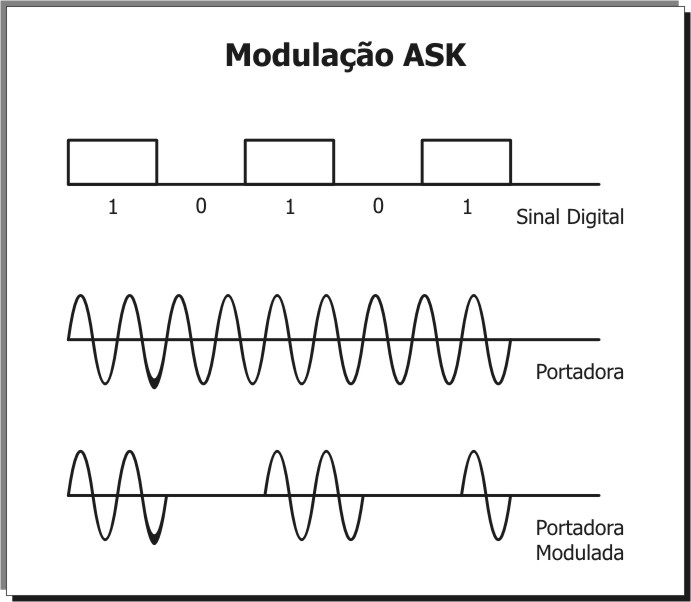 Modulação ASK
1 0 1 0 1
Sinal Digital
Portadora
Portadora
Modulada